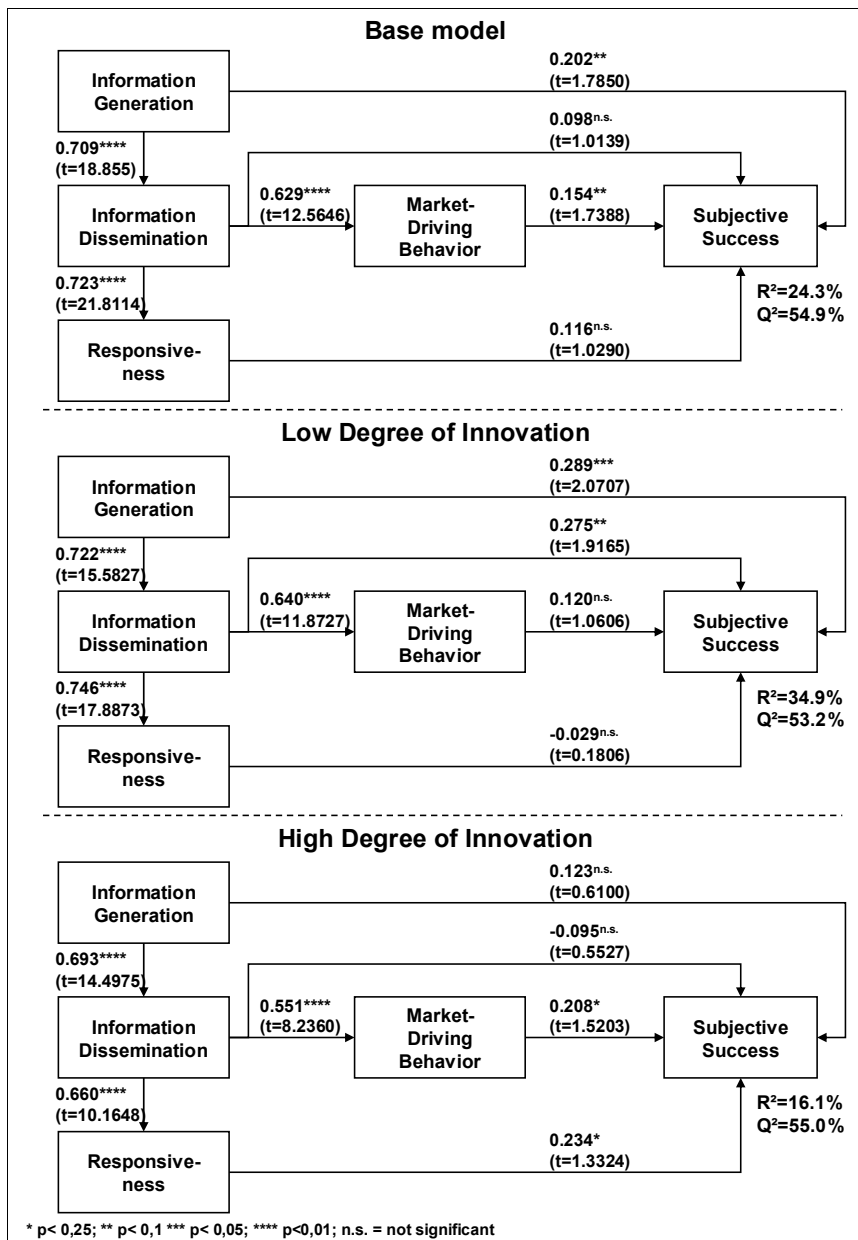 Base model
Information
Generation
0.202**
(t=1.7850)
0.098n.s.
(t=1.0139)
0.709****
(t=18.855)
Information
Dissemination
0.629****
(t=12.5646)
Market-
Driving
Behavior
0.154**
(t=1.7388)
Subjective
Success
0.723****
(t=21.8114)
R²=24.3%
Q²=54.9%
Responsive-
ness
0.116n.s.
(t=1.0290)
Low Degree of Innovation
Information
Generation
0.289***
(t=2.0707)
0.275**
(t=1.9165)
0.722****
(t=15.5827)
Information
Dissemination
0.640****
(t=11.8727)
Market-
Driving
Behavior
0.120n.s.
(t=1.0606)
Subjective
Success
0.746****
(t=17.8873)
R²=34.9%
Q²=53.2%
Responsive-
ness
-0.029n.s.
(t=0.1806)
High Degree of Innovation
Information
Generation
0.123n.s.
(t=0.6100)
-0.095n.s.
(t=0.5527)
0.693****
(t=14.4975)
Information
Dissemination
0.551****
(t=8.2360)
Market-
Driving
Behavior
0.208*
(t=1.5203)
Subjective
Success
0.660****
(t=10.1648)
R²=16.1%
Q²=55.0%
Responsive-
ness
0.234*
(t=1.3324)
* p< 0,25; ** p< 0,1 *** p< 0,05; **** p<0,01; n.s. = not significant